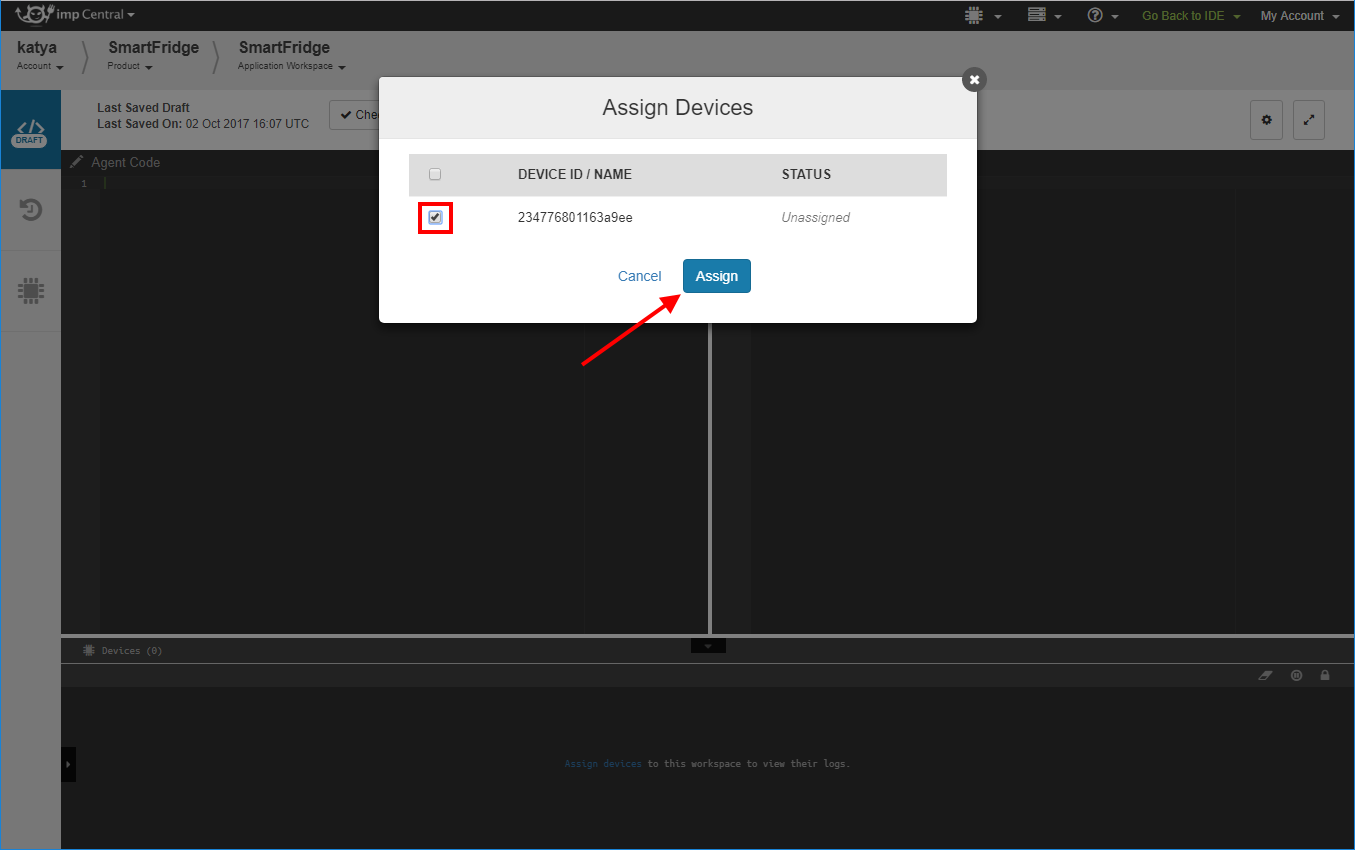 imp Central
Go Back to IDE
My Account
katya
Account
SmartFridge
Product
SmartFridge
Application Workspace
Last Saved Draft
Last Saved On: 02 Oct 2017 16:07 UTC
DRAFT
Agent Code
1
Assign Devices
DEVICE ID / NAME STATUS
234776801163a9ee Unassigned
Cancel Assign
Devices (0)
Assign devices to this workspace to view their logs.